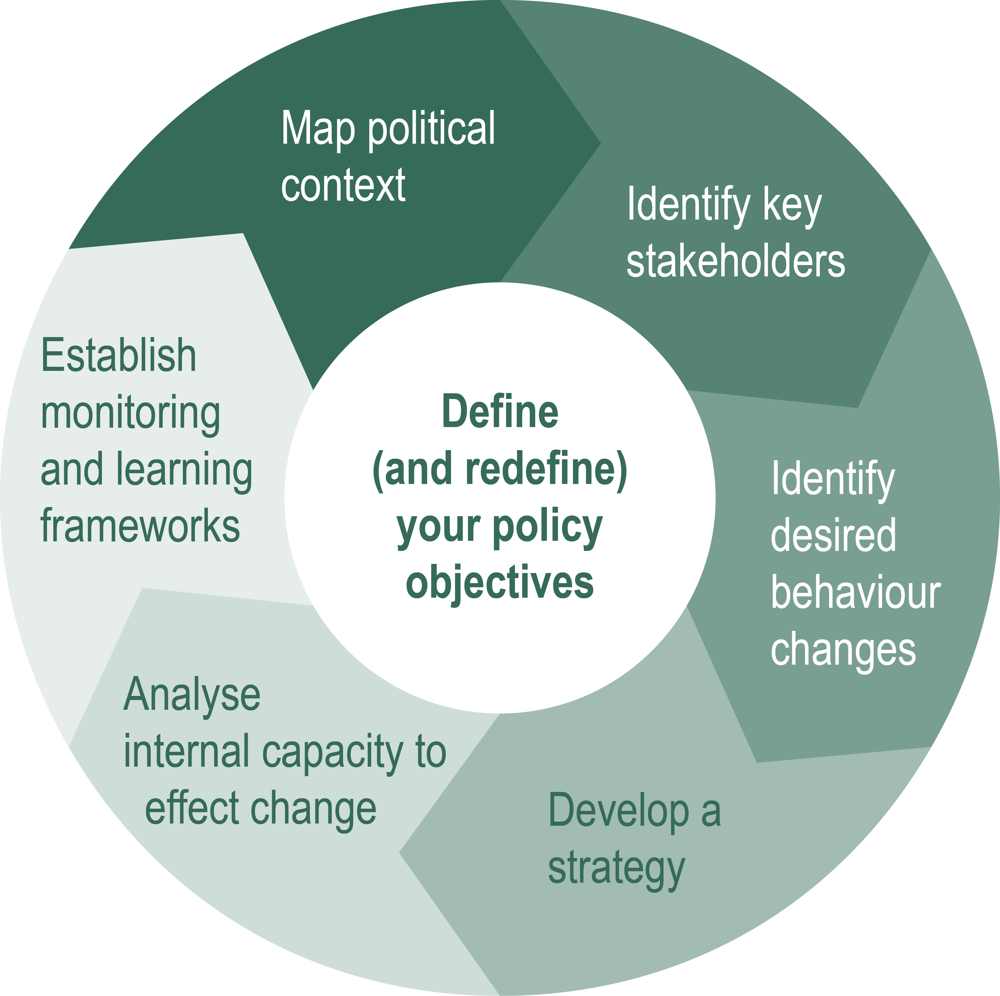 Map political
context
Identify key
stakeholders
Identify
desired
behaviour
changes
Develop a
strategy
Analyse
internal capacity to
effect change
Establish
monitoring
and learning
frameworks
Define
(and redefine)
your policy
objectives